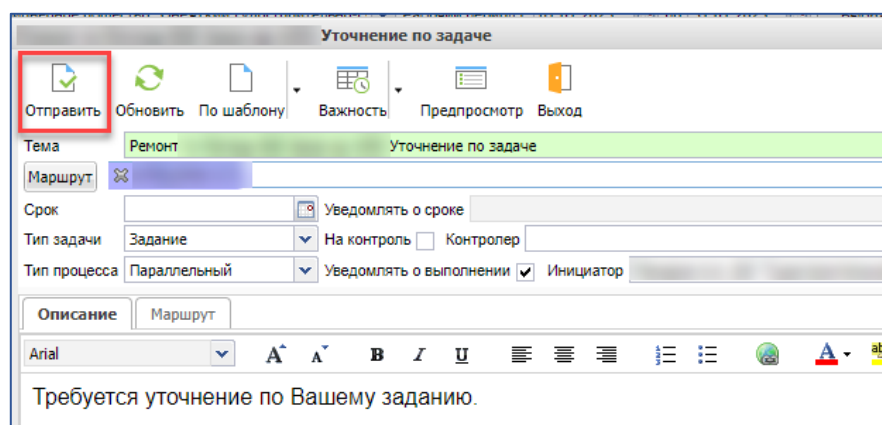 Уточнение по задаче
Отправить Обновить По шаблону Важность Предпросмотр Выход
Тема Ремонт Уточнение по задаче
Маршрут
Срок Уведомлять о сроке
Тип задачи Задание На контроль Контролер
Тип процесса Параллельный Уведомлять о выполнении Инициатор
Описание Маршрут
Arial A A B I U A ab
Требуется уточнение по Вашему заданию.